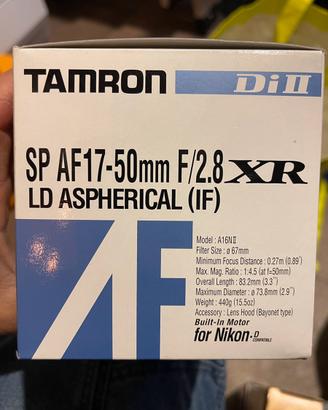 TAMRON Di II
SP AF17-50mm F/2.8 XR
LD ASPHERICAL (IF)
AF
Model : A16NII
Filter Size : ø 67mm
Minimum Focus Distance : 0.27m (0.89')
Max. Mag. Ratio : 1:4.5 (at f=50mm)
Overall Length : 83.2mm (3.3")
Maximum Diameter : ø 73.8mm (2.9")
Weight : 440g (15.5oz)
Accessory : Lens Hood (Bayonet type)
Built-In Motor
for Nikon-D COMPATIBLE